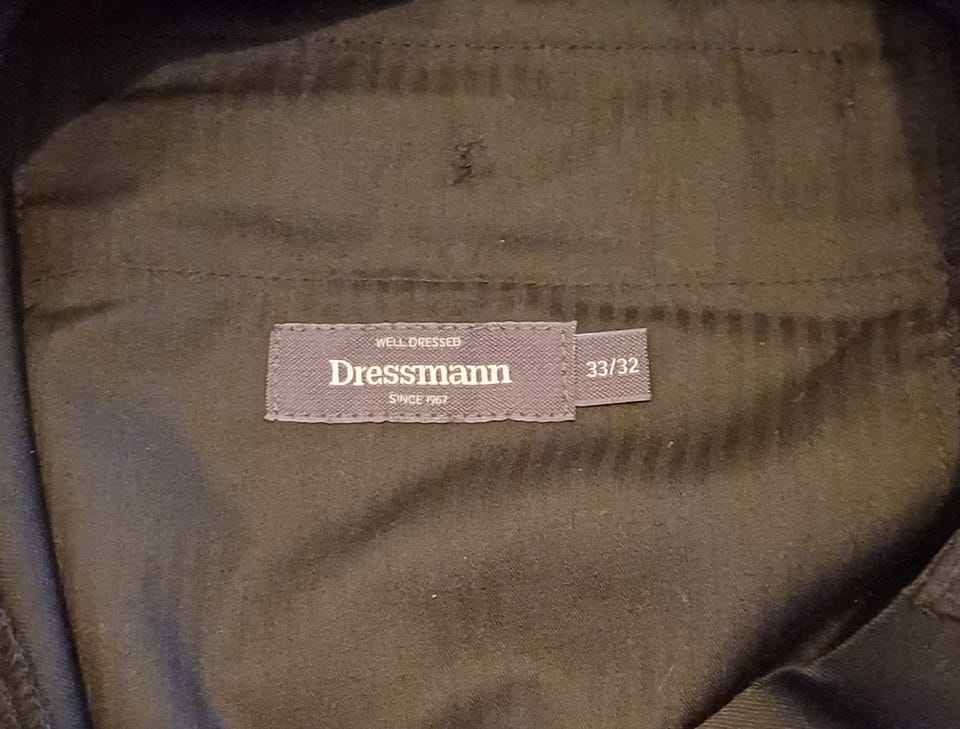 WELL DRESSED
Dressmann
SINCE 1967
33/32